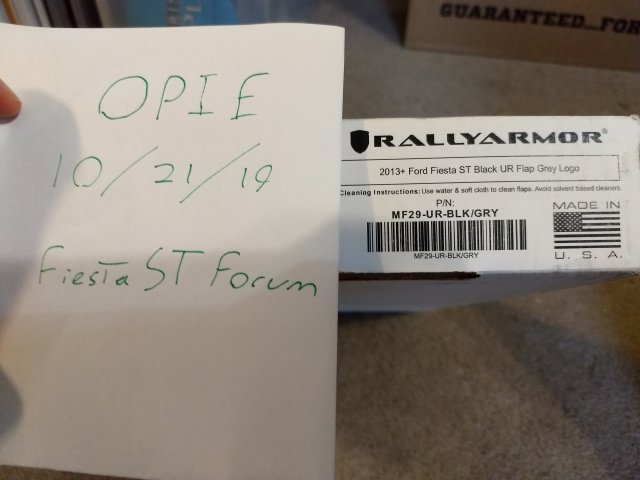 GUARANTEED...FOR
OPIE
10/21/19
Fiesta ST Forum
RALLYARMOR®
2013+ Ford Fiesta ST Black UR Flap Grey Logo
Cleaning Instructions: Use water & soft cloth to clean flaps. Avoid solvent based cleaners.
P/N:
MF29-UR-BLK/GRY
MF29-UR-BLK/GRY
MADE IN
U. S. A.